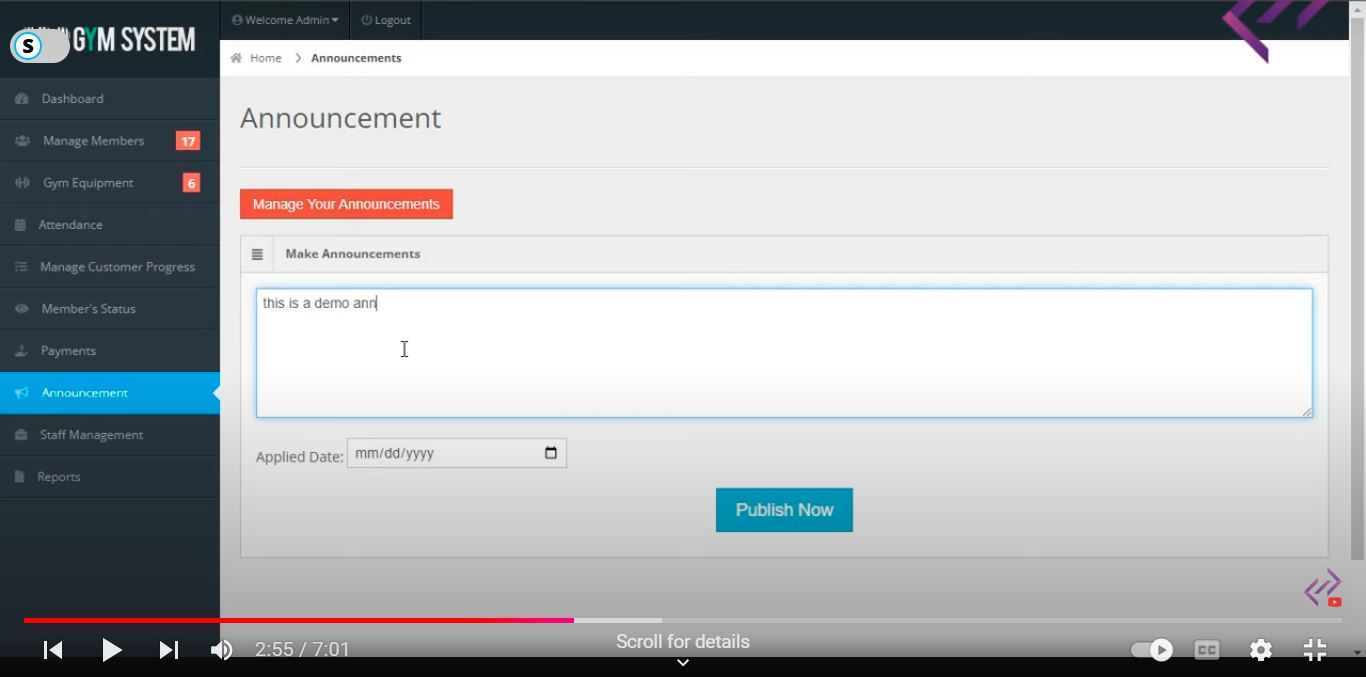 Welcome Admin
Logout
S
GYM SYSTEM
Home
Announcements
Dashboard
Manage Members 17
Gym Equipment 6
Attendance
Manage Customer Progress
Member's Status
Payments
Announcement
Staff Management
Reports
Announcement
Manage Your Announcements
Make Announcements
this is a demo ann
Applied Date: mm/dd/yyyy
Publish Now
Scroll for details
2:55 / 7:01
CC